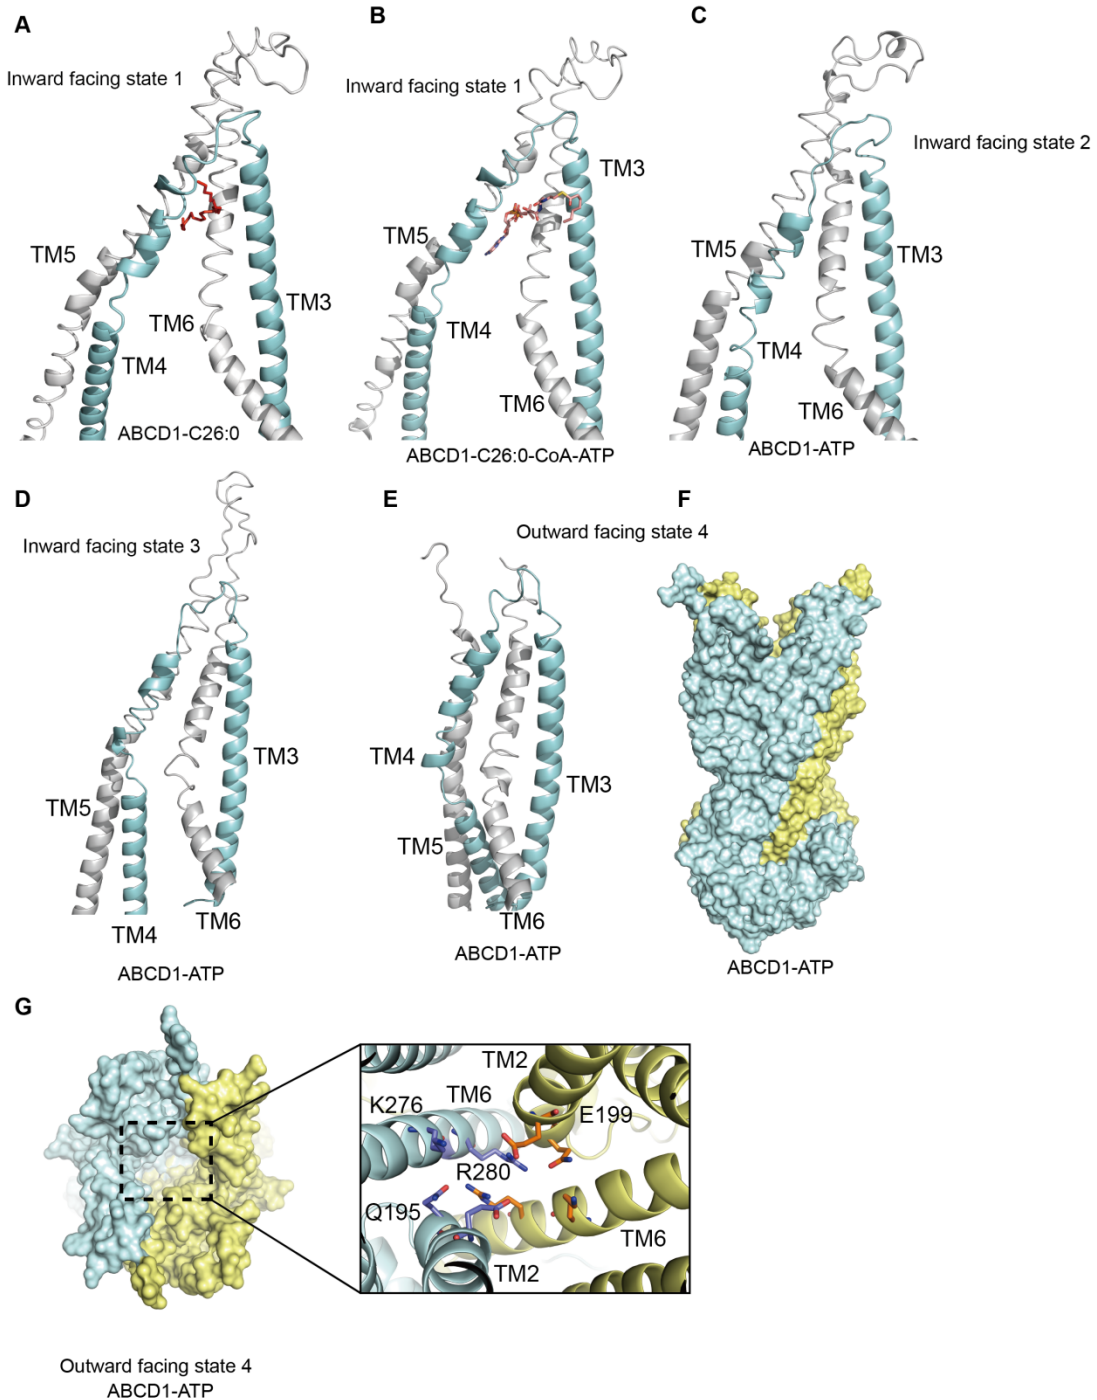 A
B
C
Inward facing state 1
Inward facing state 1
Inward facing state 2
TM3
TM5
TM5
TM5
TM3
TM3
TM6
TM4
TM4
TM4
TM6
TM6
ABCD1-C26:0
ABCD1-C26:0-CoA-ATP
ABCD1-ATP
D
E
F
Inward facing state 3
Outward facing state 4
TM3
TM4
TM3
TM5
TM5
TM4
TM6
TM6
ABCD1-ATP
ABCD1-ATP
ABCD1-ATP
G
TM2
TM6
K276
E199
R280
Q195
TM6
TM2
Outward facing state 4
ABCD1-ATP